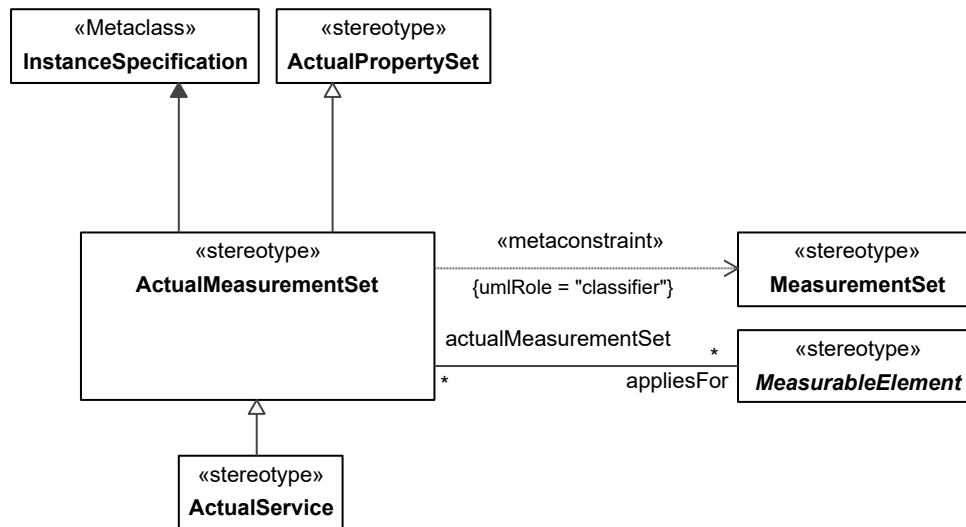 «Metaclass»
InstanceSpecification
«stereotype»
ActualPropertySet
«stereotype»
ActualMeasurementSet
«metaconstraint»
{umlRole = "classifier"}
«stereotype»
MeasurementSet
actualMeasurementSet
*
*
appliesFor
«stereotype»
MeasurableElement
«stereotype»
ActualService